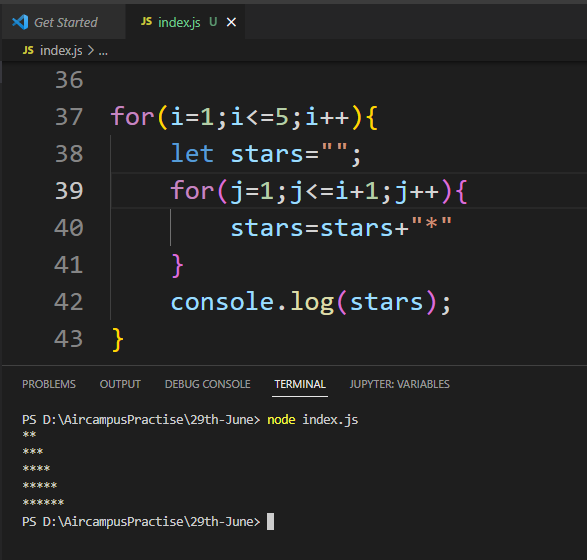 Get Started JS index.js U ×
JS index.js > ...
36
37 for(i=1;i<=5;i++){
38     let stars="";
39     for(j=1;j<=i+1;j++){
40         stars=stars+"*"
41     }
42     console.log(stars);
43 }
PROBLEMS OUTPUT DEBUG CONSOLE TERMINAL JUPYTER: VARIABLES
PS D:\AircampusPractise\29th-June> node index.js
**
***
****
*****
******
PS D:\AircampusPractise\29th-June>